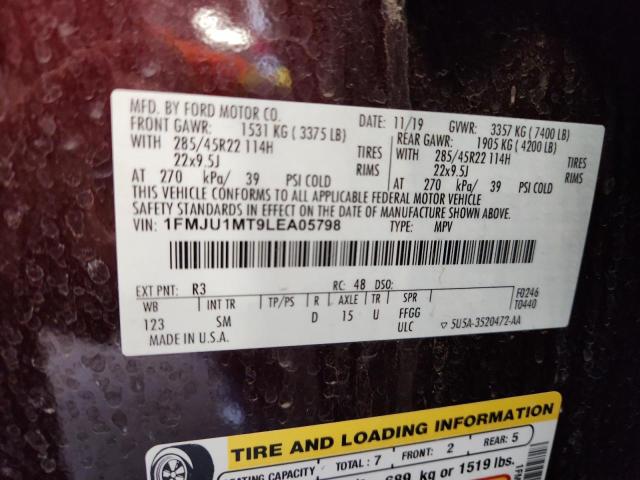 MFD. BY FORD MOTOR CO.
DATE: 11/19 GVWR: 3357 KG (7400 LB)
FRONT GAWR: 1531 KG (3375 LB) REAR GAWR: 1905 KG (4200 LB)
WITH 285/45R22 114H TIRES WITH 285/45R22 114H TIRES
22x9.5J RIMS 22x9.5J RIMS
AT 270 kPa/ 39 PSI COLD AT 270 kPa/ 39 PSI COLD
THIS VEHICLE CONFORMS TO ALL APPLICABLE FEDERAL MOTOR VEHICLE
SAFETY STANDARDS IN EFFECT ON THE DATE OF MANUFACTURE SHOWN ABOVE.
VIN: 1FMJU1MT9LEA05798 TYPE: MPV
EXT PNT: R3 RC: 48 DSO:
WB INT TR TP/PS R AXLE TR SPR F0246
T0440
123 SM D 15 U FFGG
ULC
MADE IN U.S.A. ▽ 5U5A-3520472-AA
TIRE AND LOADING INFORMATION
SEATING CAPACITY TOTAL: 7 FRONT: 2 REAR: 5
689 kg or 1519 lbs.